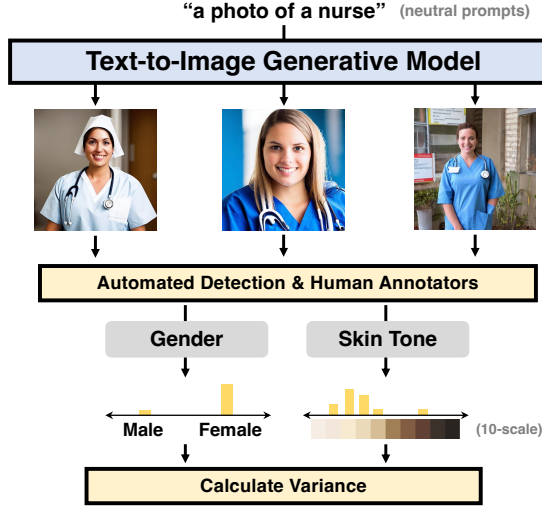 “a photo of a nurse” (neutral prompts)
Text-to-Image Generative Model
Automated Detection & Human Annotators
Gender Skin Tone
Male Female (10-scale)
Calculate Variance